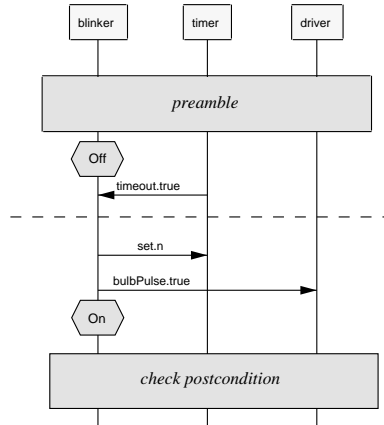 blinker timer driver
preamble
Off
timeout.true
set.n
bulbPulse.true
On
check postcondition